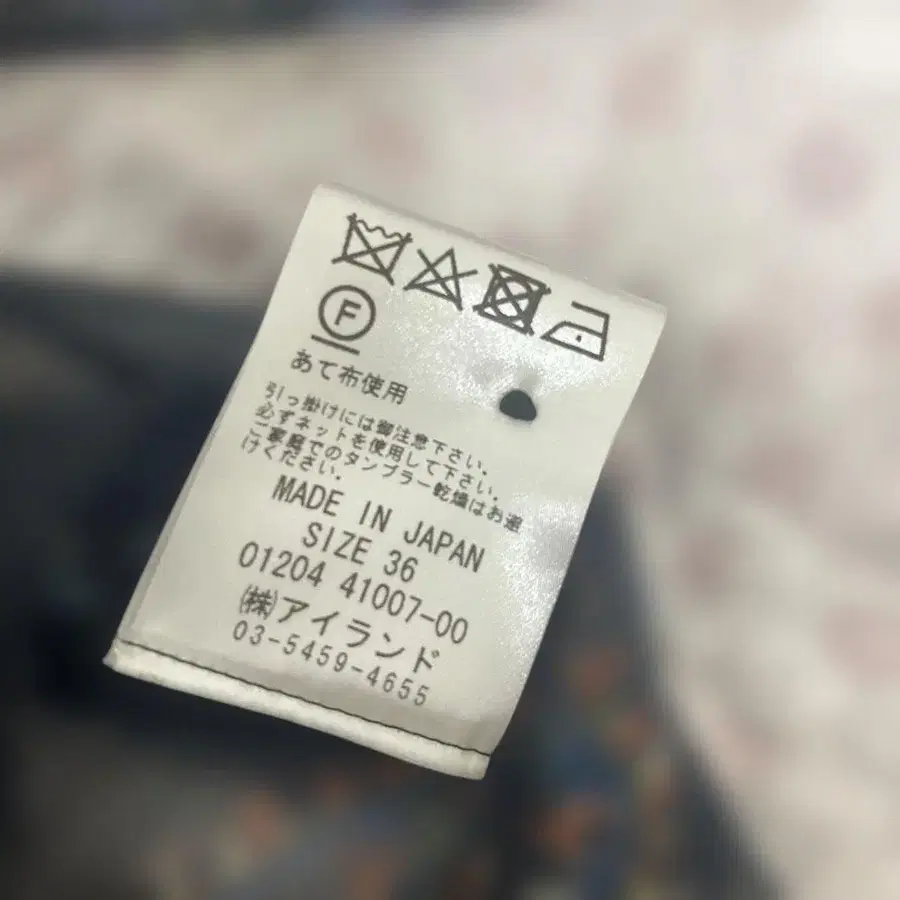 F
あて布使用
引っ掛けには御注意下さい．
必ずネットを使用して下さい．
ご家庭でのタンブラー乾燥はお避
けください．
MADE IN JAPAN
SIZE 36
01204 41007-00
㈱アイランド
03-5459-4655